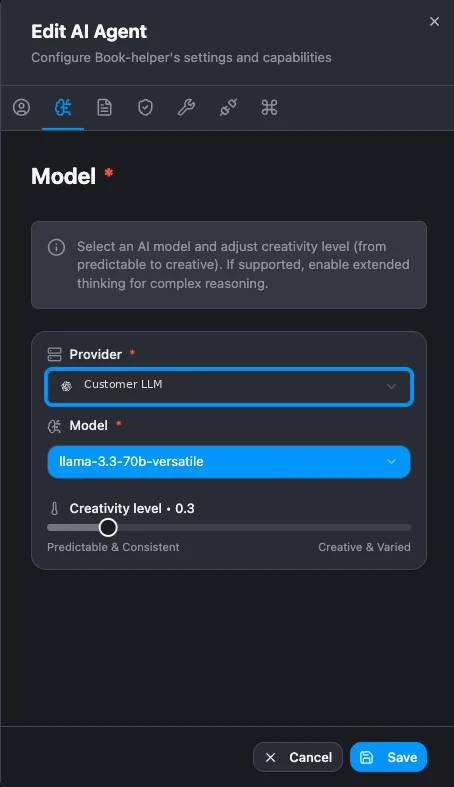 Edit AI Agent
Configure Book-helper's settings and capabilities
Model *
Select an AI model and adjust creativity level (from
predictable to creative). If supported, enable extended
thinking for complex reasoning.
Provider *
Customer LLM
Model *
llama-3.3-70b-versatile
Creativity level • 0.3
Predictable & Consistent
Creative & Varied
Cancel
Save